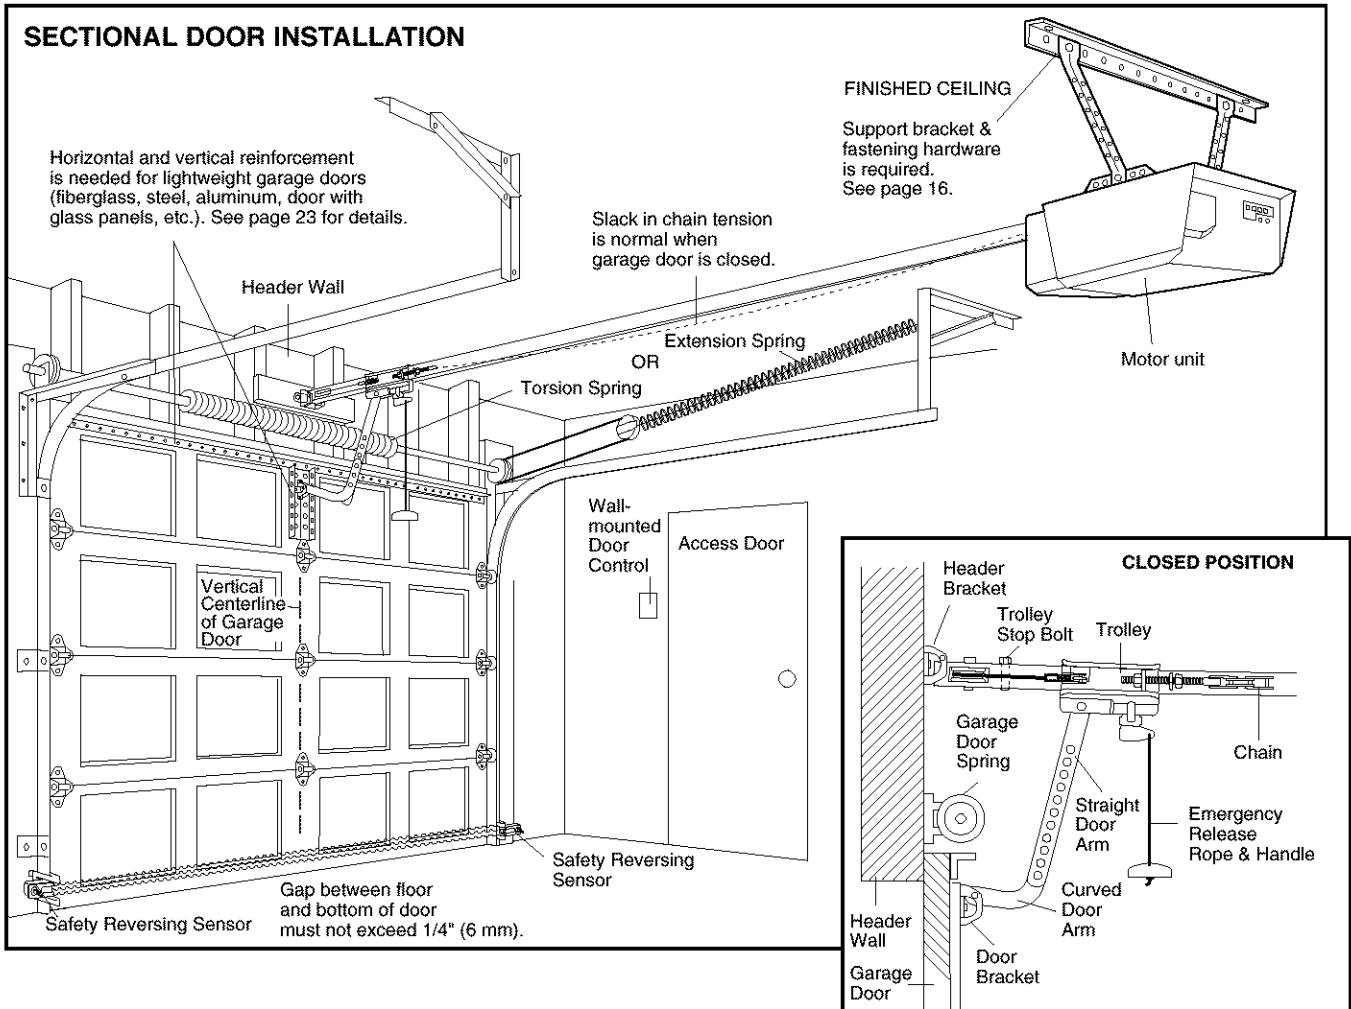 SECTIONAL DOOR INSTALLATION
FINISHED CEILING
Support bracket &
fastening hardware
is required.
See page 16.
Horizontal and vertical reinforcement
is needed for lightweight garage doors
(fiberglass, steel, aluminum, door with
glass panels, etc.). See page 23 for details.
Slack in chain tension
is normal when
garage door is closed.
Header Wall
Extension Spring
OR
Motor unit
Torsion Spring
Wall-
mounted
Door
Control
Access Door
Vertical
Centerline
of Garage
Door
Safety Reversing
Sensor
Gap between floor
and bottom of door
must not exceed 1/4" (6 mm).
Safety Reversing Sensor
CLOSED POSITION
Header
Bracket
Trolley
Stop Bolt
Trolley
Garage
Door
Spring
Chain
Straight
Door
Arm
Emergency
Release
Rope & Handle
Curved
Door
Arm
Header
Wall
Door
Bracket
Garage
Door